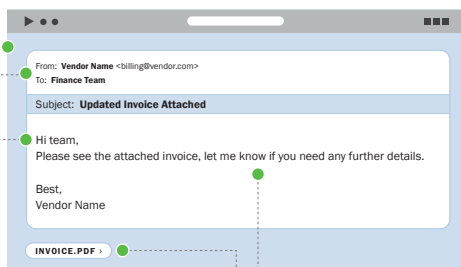 From: Vendor Name <billing@vendor.com>
To: Finance Team
Subject: Updated Invoice Attached
Hi team,
Please see the attached invoice, let me know if you need any further details.
Best,
Vendor Name
INVOICE.PDF ›